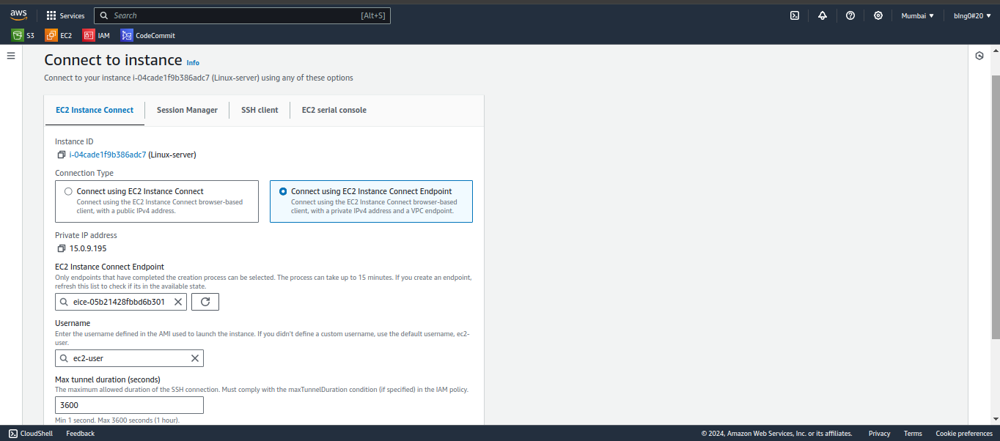 aws
Services
Search
[Alt+S]
Mumbai
blng0#20
S3
EC2
IAM
CodeCommit
Connect to instance Info
Connect to your instance i-04cade1f9b386adc7 (Linux-server) using any of these options
EC2 Instance Connect
Session Manager
SSH client
EC2 serial console
Instance ID
i-04cade1f9b386adc7 (Linux-server)
Connection Type
Connect using EC2 Instance Connect
Connect using the EC2 Instance Connect browser-based
client, with a public IPv4 address.
Connect using EC2 Instance Connect Endpoint
Connect using the EC2 Instance Connect browser-based
client, with a private IPv4 address and a VPC endpoint.
Private IP address
15.0.9.195
EC2 Instance Connect Endpoint
Only endpoints that have completed the creation process can be selected. The process can take up to 15 minutes. If you create an endpoint,
refresh this list to check if its in the available state.
eice-05b21428fbbd6b301
Username
Enter the username defined in the AMI used to launch the instance. If you didn't define a custom username, use the default username, ec2-
user.
ec2-user
Max tunnel duration (seconds)
The maximum allowed duration of the SSH connection. Must comply with the maxTunnelDuration condition (if specified) in the IAM policy.
3600
Min 1 second. Max 3600 seconds (1 hour).
CloudShell
Feedback
© 2024, Amazon Web Services, Inc. or its affiliates.
Privacy
Terms
Cookie preferences